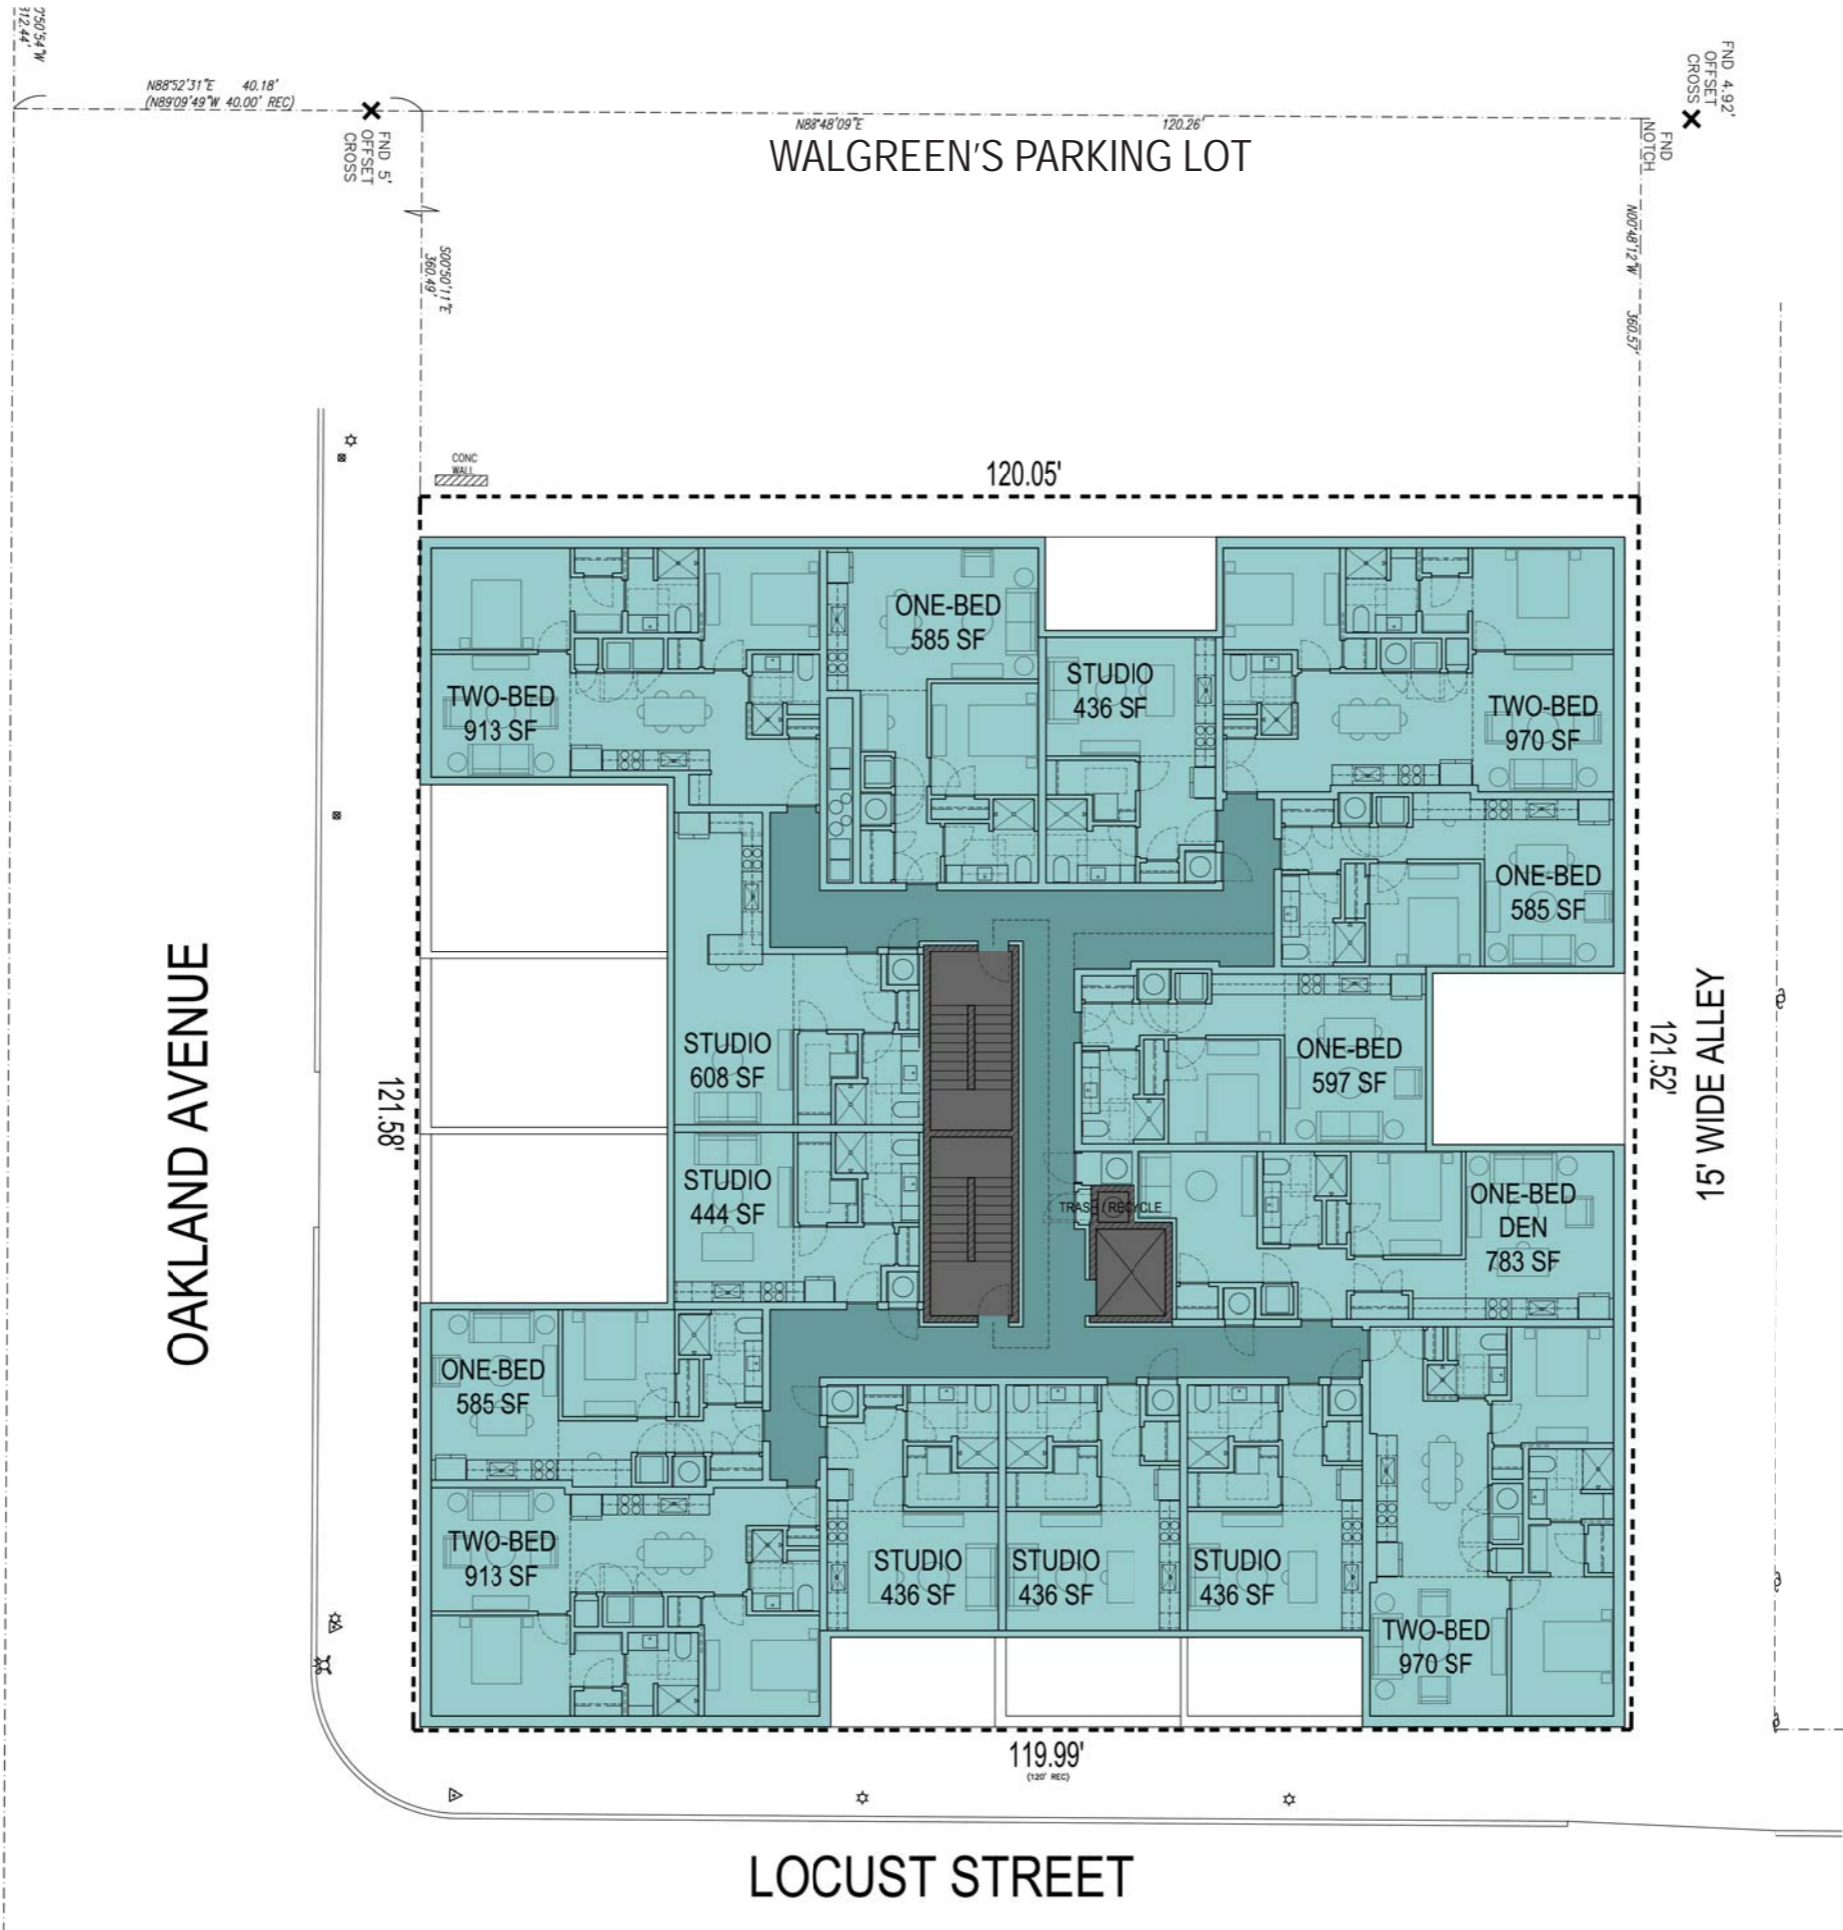 312.44'
N88°52'31"E 40.18'
(N89°09'49"W 40.00' REC)
FND 5'
OFFSET
CROSS
N88°48'09"E 120.26'
WALGREEN'S PARKING LOT
FND 4.92'
OFFSET
CROSS
FND
NOTCH
S00°50'11"E
360.49'
N00°48'12"W 360.57'
CONC
WALL
120.05'
ONE-BED
585 SF
STUDIO
436 SF
TWO-BED
913 SF
TWO-BED
970 SF
ONE-BED
585 SF
OAKLAND AVENUE
121.58'
STUDIO
608 SF
ONE-BED
597 SF
121.52'
15' WIDE ALLEY
STUDIO
444 SF
TRASH / RECYCLE
ONE-BED
DEN
783 SF
ONE-BED
585 SF
TWO-BED
913 SF
STUDIO
436 SF
STUDIO
436 SF
STUDIO
436 SF
TWO-BED
970 SF
119.99'
(120' REC)
LOCUST STREET